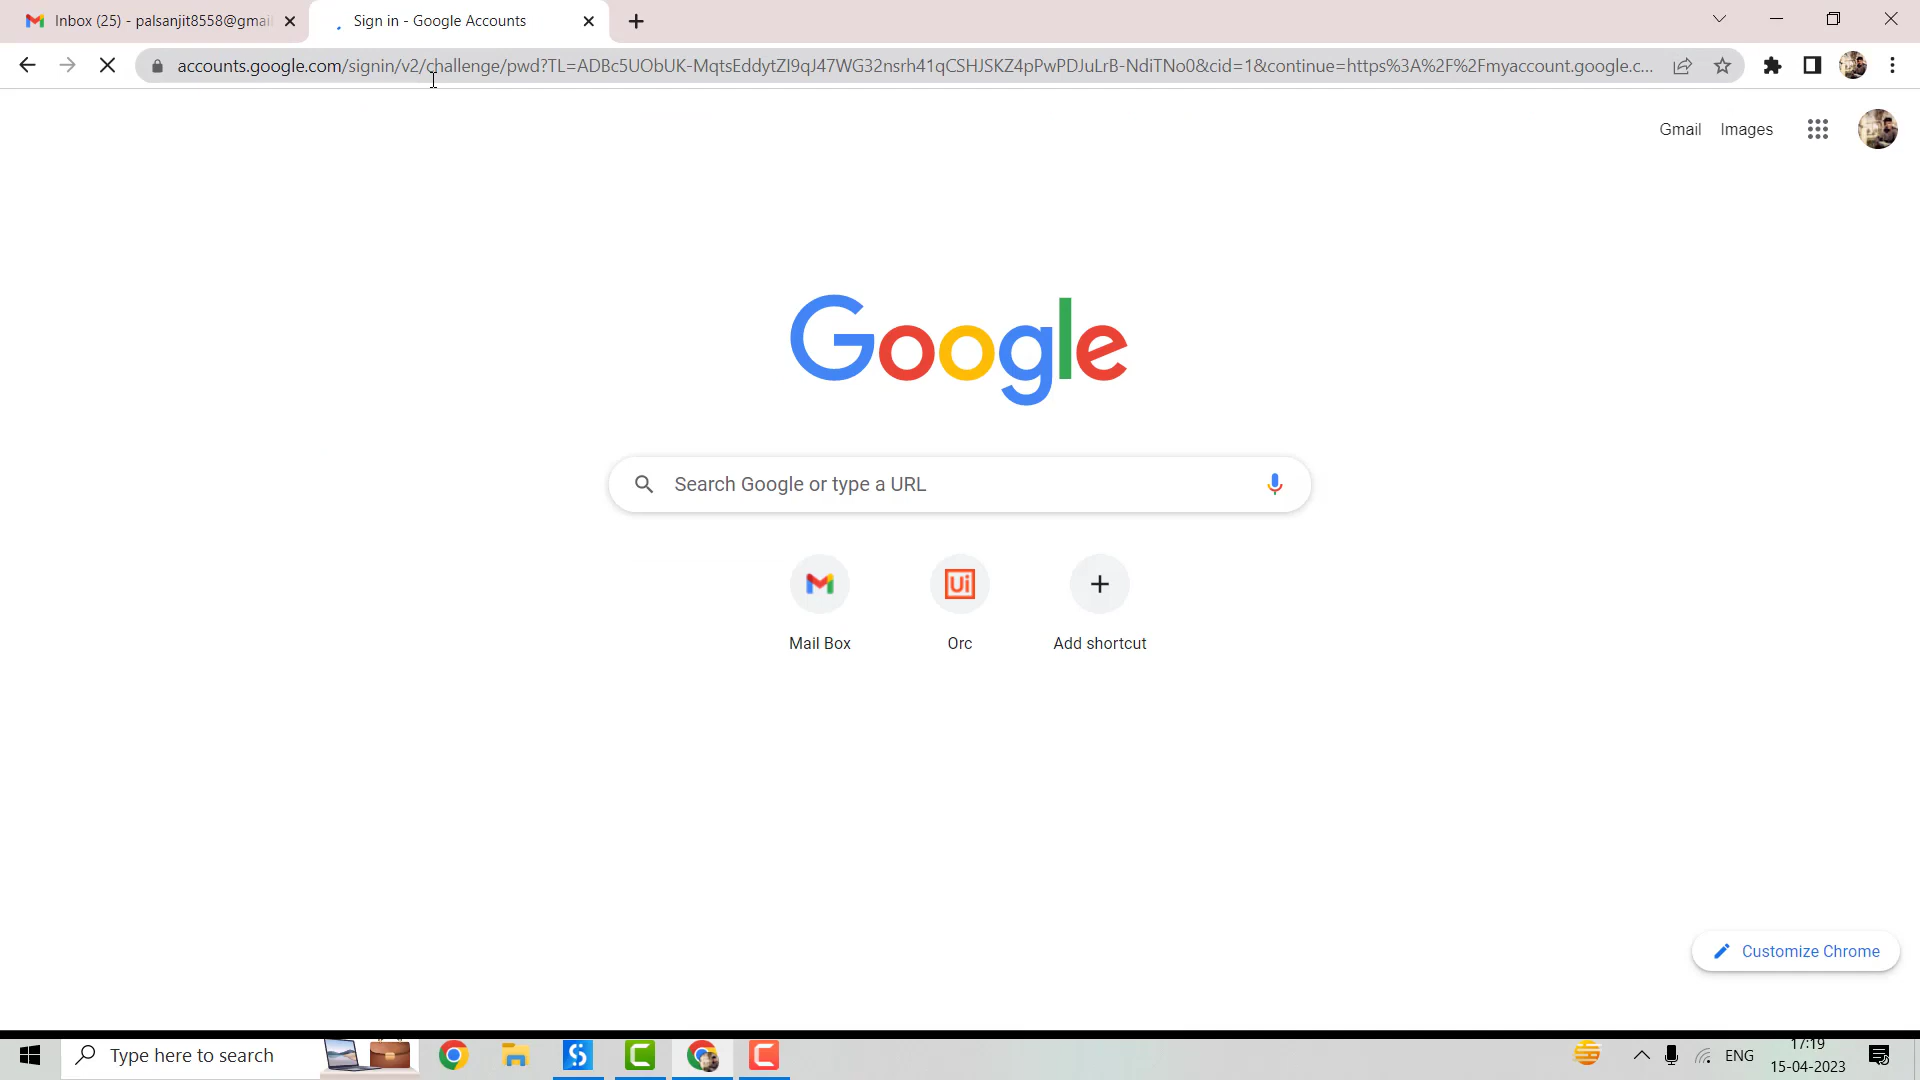 Inbox (25) - palsanjit8558@gmai
Sign in - Google Accounts
accounts.google.com/signin/v2/challenge/pwd?TL=ADBc5UObUK-MqtsEddytZI9qJ47WG32nsrh41qCSHJSKZ4pPwPDJuLrB-NdiTNo0&cid=1&continue=https%3A%2F%2Fmyaccount.google.c...
Gmail
Images
Google
Search Google or type a URL
Ui
Mail Box
Orc
Add shortcut
Customize Chrome
Type here to search
ENG
17:19
15-04-2023